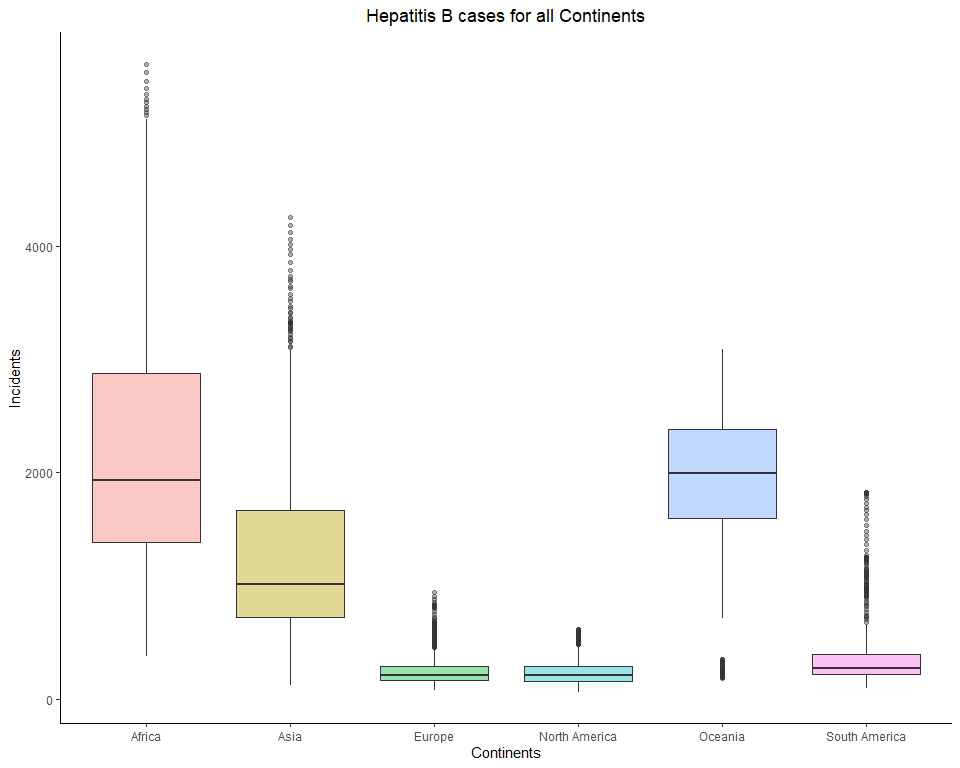 Hepatitis B cases for all Continents
Incidents
4000
2000
0
Africa Asia Europe North America Oceania South America
Continents